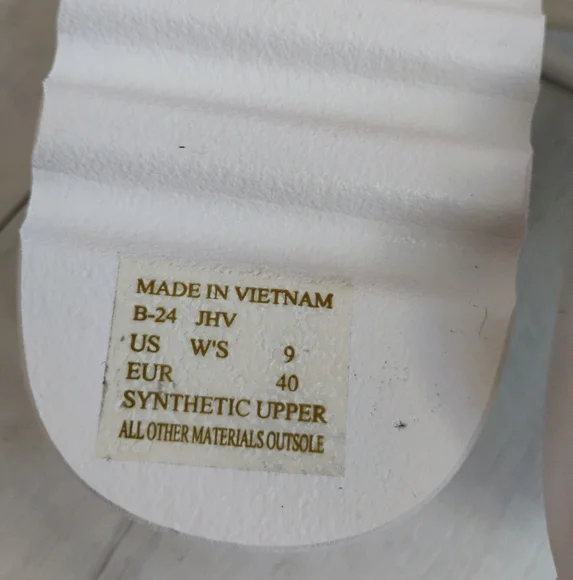 MADE IN VIETNAM
B-24 JHV
US W'S 9
EUR 40
SYNTHETIC UPPER
ALL OTHER MATERIALS OUTSOLE